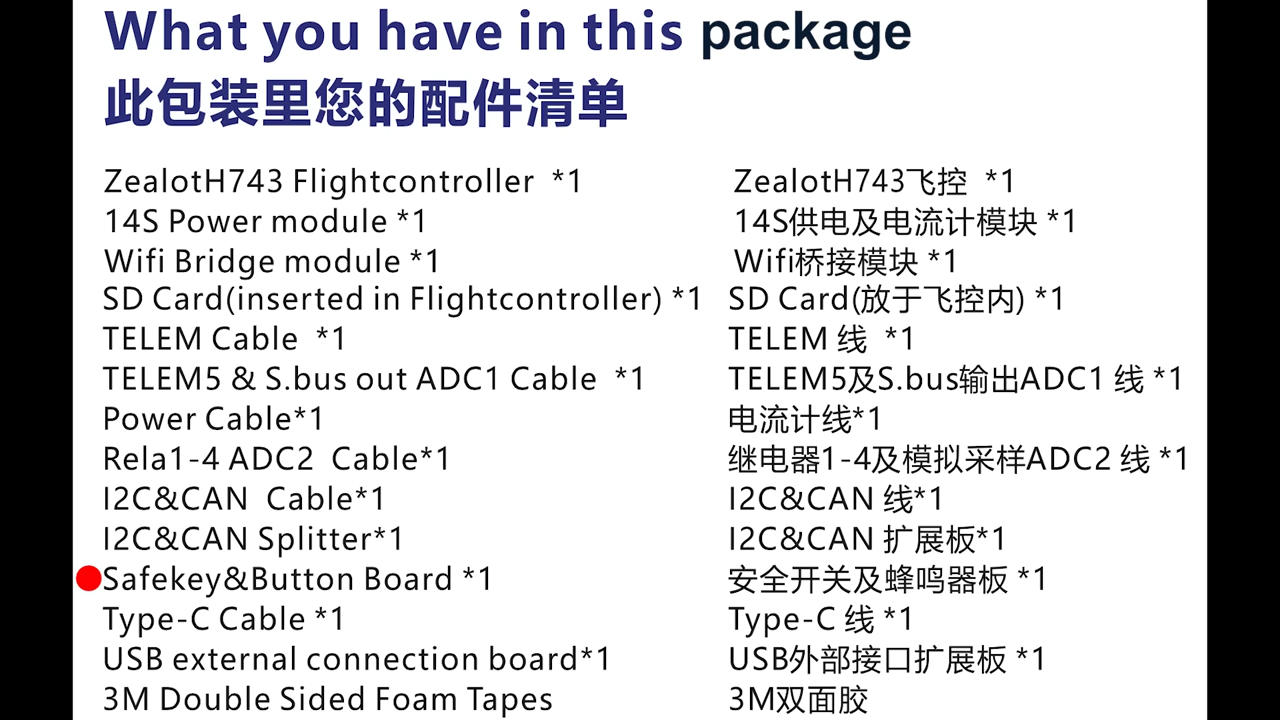 What you have in this package
此包装里您的配件清单
ZealotH743 Flightcontroller *1
ZealotH743飞控 *1
14S Power module *1
14S供电及电流计模块 *1
Wifi Bridge module *1
Wifi桥接模块 *1
SD Card(inserted in Flightcontroller) *1
SD Card(放于飞控内) *1
TELEM Cable *1
TELEM 线 *1
TELEM5 & S.bus out ADC1 Cable *1
TELEM5及S.bus输出ADC1 线 *1
Power Cable*1
电流计线*1
Rela1-4 ADC2 Cable*1
继电器1-4及模拟采样ADC2 线 *1
I2C&CAN Cable*1
I2C&CAN 线*1
I2C&CAN Splitter*1
I2C&CAN 扩展板*1
Safekey&Button Board *1
安全开关及蜂鸣器板 *1
Type-C Cable *1
Type-C 线 *1
USB external connection board*1
USB外部接口扩展板 *1
3M Double Sided Foam Tapes
3M双面胶